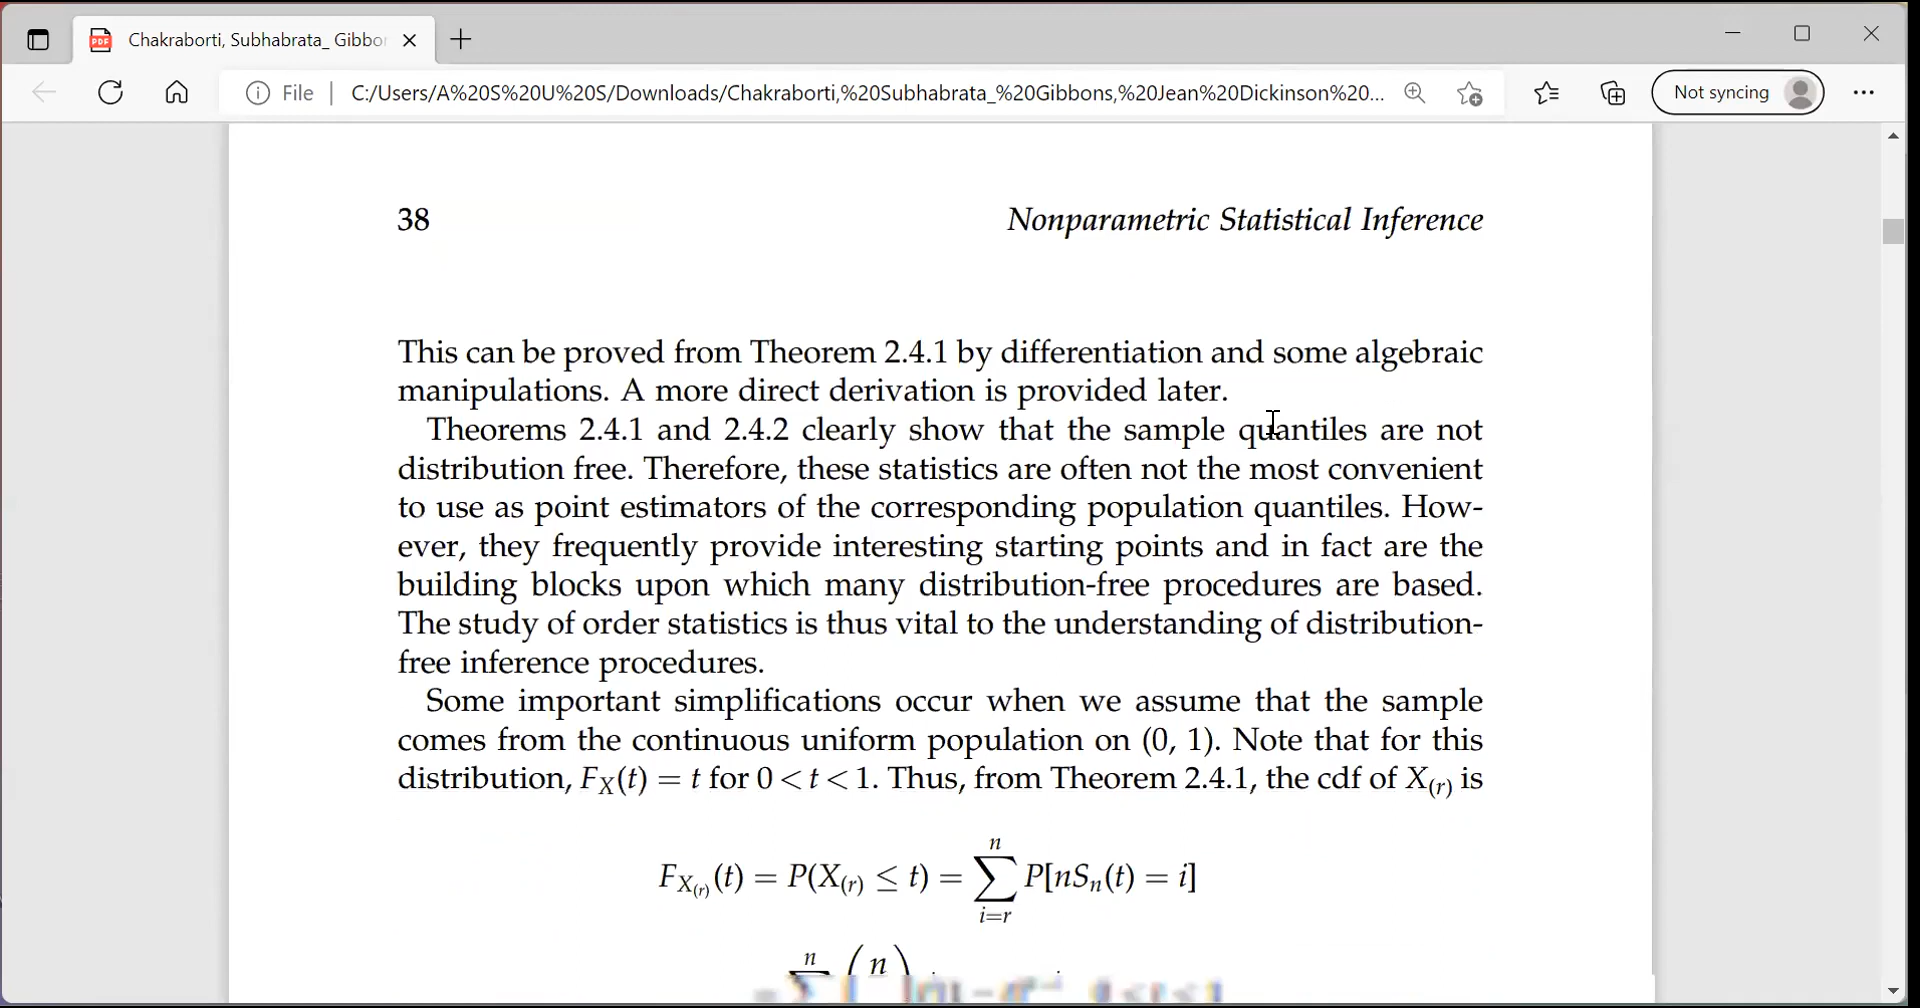 Chakraborti, Subhabrata_ Gibbo
File
C:/Users/A%20S%20U%20S/Downloads/Chakraborti,%20Subhabrata_%20Gibbons,%20Jean%20Dickinson%20...
Not syncing
38 Nonparametric Statistical Inference
This can be proved from Theorem 2.4.1 by differentiation and some algebraic
manipulations. A more direct derivation is provided later.
Theorems 2.4.1 and 2.4.2 clearly show that the sample quantiles are not
distribution free. Therefore, these statistics are often not the most convenient
to use as point estimators of the corresponding population quantiles. How-
ever, they frequently provide interesting starting points and in fact are the
building blocks upon which many distribution-free procedures are based.
The study of order statistics is thus vital to the understanding of distribution-
free inference procedures.
Some important simplifications occur when we assume that the sample
comes from the continuous uniform population on (0, 1). Note that for this
distribution, F_X(t) = t for 0 < t < 1. Thus, from Theorem 2.4.1, the cdf of X_(r) is
F_{X_(r)}(t) = P(X_(r) ≤ t) = ∑_{i=r}^{n} P[nS_n(t) = i]